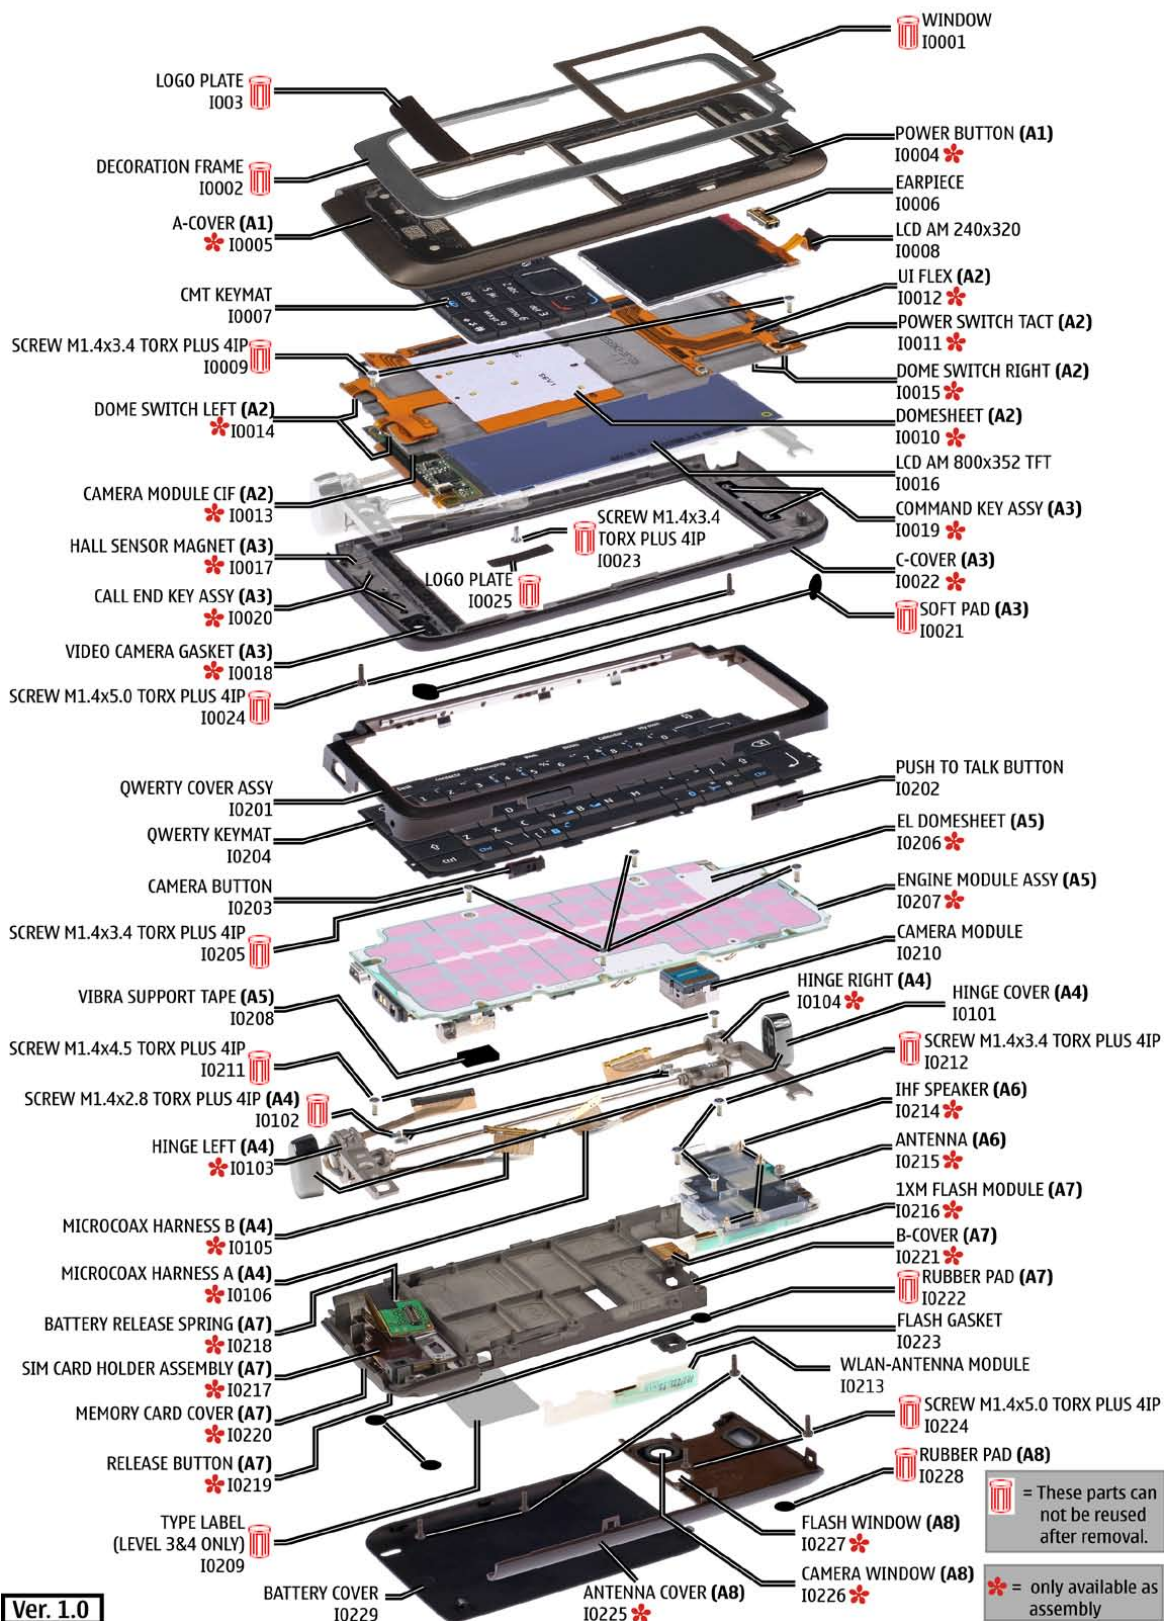 WINDOW
I0001
LOGO PLATE
I003
POWER BUTTON (A1)
I0004
DECORATION FRAME
I0002
EARPIECE
I0006
A-COVER (A1)
I0005
LCD AM 240x320
I0008
UI FLEX (A2)
I0012
CMT KEYMAT
I0007
POWER SWITCH TACT (A2)
I0011
SCREW M1.4x3.4 TORX PLUS 4IP
I0009
DOME SWITCH RIGHT (A2)
I0015
DOME SWITCH LEFT (A2)
I0014
DOMESHEET (A2)
I0010
LCD AM 800x352 TFT
I0016
CAMERA MODULE CIF (A2)
I0013
COMMAND KEY ASSY (A3)
I0019
SCREW M1.4x3.4
TORX PLUS 4IP
I0023
HALL SENSOR MAGNET (A3)
I0017
C-COVER (A3)
I0022
LOGO PLATE
I0025
CALL END KEY ASSY (A3)
I0020
SOFT PAD (A3)
I0021
VIDEO CAMERA GASKET (A3)
I0018
SCREW M1.4x5.0 TORX PLUS 4IP
I0024
PUSH TO TALK BUTTON
I0202
QWERTY COVER ASSY
I0201
EL DOMESHEET (A5)
I0206
QWERTY KEYMAT
I0204
Ctrl
ENGINE MODULE ASSY (A5)
I0207
CAMERA BUTTON
I0203
SCREW M1.4x3.4 TORX PLUS 4IP
I0205
CAMERA MODULE
I0210
HINGE RIGHT (A4)
I0104
HINGE COVER (A4)
I0101
VIBRA SUPPORT TAPE (A5)
I0208
SCREW M1.4x3.4 TORX PLUS 4IP
I0212
SCREW M1.4x4.5 TORX PLUS 4IP
I0211
IHF SPEAKER (A6)
I0214
SCREW M1.4x2.8 TORX PLUS 4IP (A4)
I0102
ANTENNA (A6)
I0215
HINGE LEFT (A4)
I0103
1XM FLASH MODULE (A7)
I0216
MICROCOAX HARNESS B (A4)
I0105
B-COVER (A7)
I0221
MICROCOAX HARNESS A (A4)
I0106
RUBBER PAD (A7)
I0222
BATTERY RELEASE SPRING (A7)
I0218
FLASH GASKET
I0223
SIM CARD HOLDER ASSEMBLY (A7)
I0217
WLAN-ANTENNA MODULE
I0213
MEMORY CARD COVER (A7)
I0220
SCREW M1.4x5.0 TORX PLUS 4IP
I0224
RELEASE BUTTON (A7)
I0219
RUBBER PAD (A8)
I0228
= These parts can
not be reused
after removal.
TYPE LABEL
(LEVEL 3&4 ONLY)
I0209
FLASH WINDOW (A8)
I0227
CAMERA WINDOW (A8)
I0226
= only available as
assembly
BATTERY COVER
I0229
ANTENNA COVER (A8)
I0225
Ver. 1.0